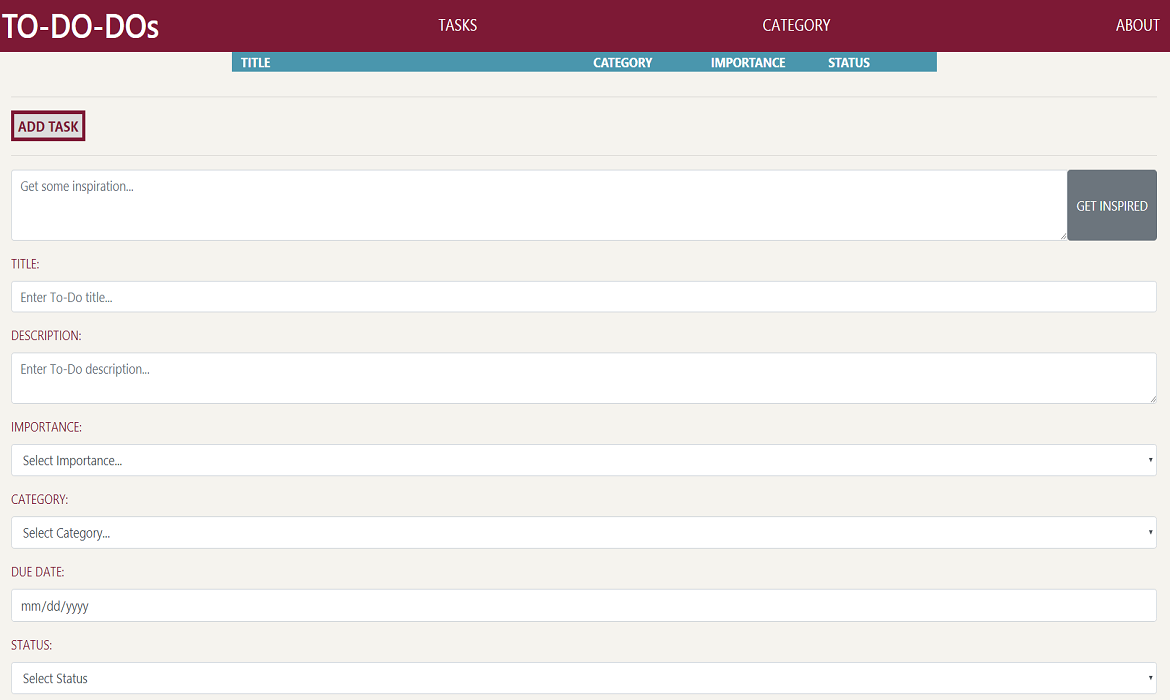 TO-DO-DOs TASKS CATEGORY ABOUT
TITLE CATEGORY IMPORTANCE STATUS
ADD TASK
Get some inspiration...
GET INSPIRED
TITLE:
Enter To-Do title...
DESCRIPTION:
Enter To-Do description...
IMPORTANCE:
Select Importance...
CATEGORY:
Select Category...
DUE DATE:
mm/dd/yyyy
STATUS:
Select Status